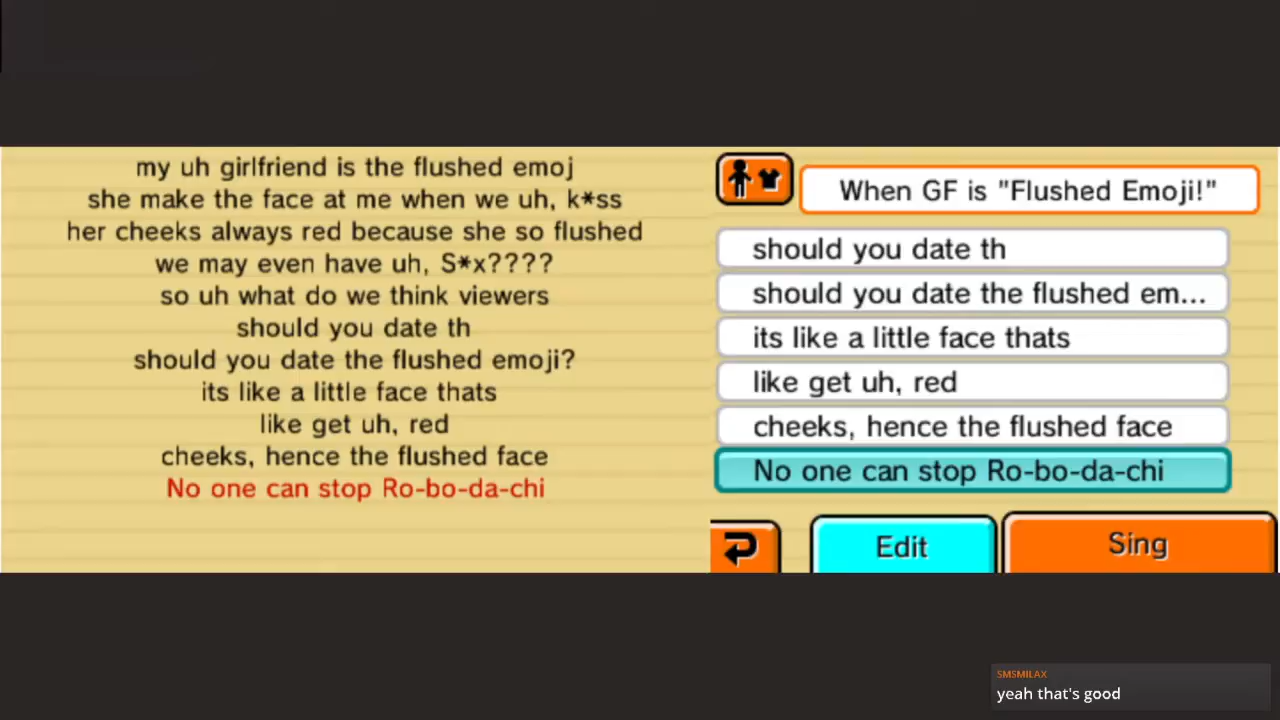 my uh girlfriend is the flushed emoj
she make the face at me when we uh, k*ss
her cheeks always red because she so flushed
we may even have uh, S*x????
so uh what do we think viewers
should you date th
should you date the flushed emoji?
its like a little face thats
like get uh, red
cheeks, hence the flushed face
No one can stop Ro-bo-da-chi
When GF is "Flushed Emoji!"
should you date th
should you date the flushed em...
its like a little face thats
like get uh, red
cheeks, hence the flushed face
No one can stop Ro-bo-da-chi
Edit
Sing
SMSMILAX
yeah that's good